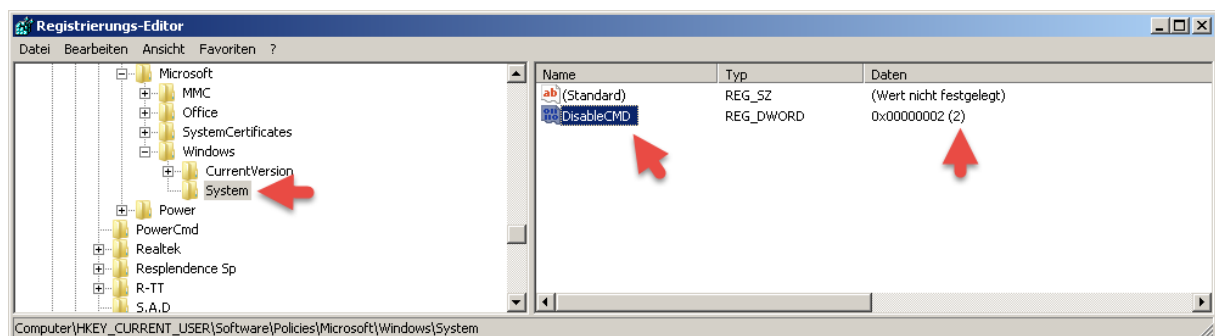 Registrierungs-Editor
Datei Bearbeiten Ansicht Favoriten ?
Microsoft
MMC
Office
SystemCertificates
Windows
CurrentVersion
System
Power
PowerCmd
Realtek
Resplendence Sp
R-TT
S.A.D
Name Typ Daten
ab (Standard) REG_SZ (Wert nicht festgelegt)
DisableCMD REG_DWORD 0x00000002 (2)
Computer\HKEY_CURRENT_USER\Software\Policies\Microsoft\Windows\System